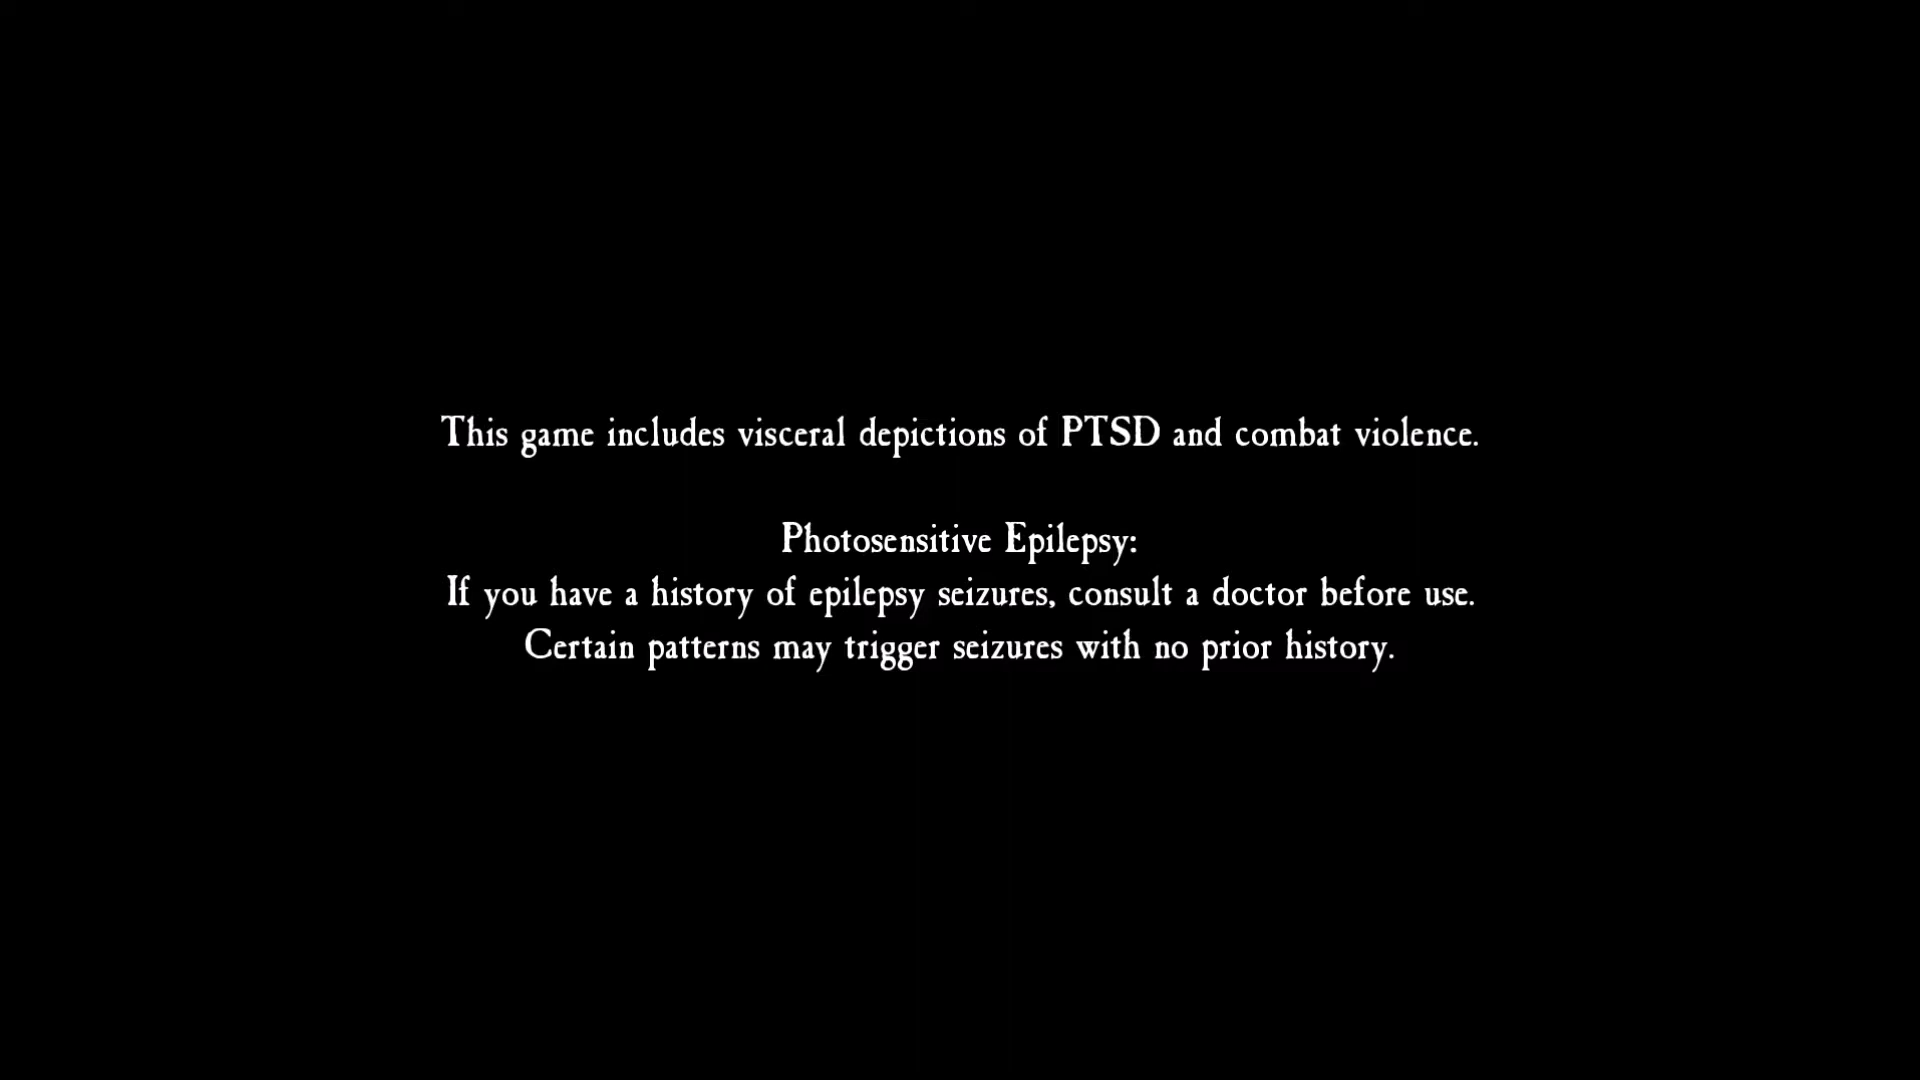 This game includes visceral depictions of PTSD and combat violence.
Photosensitive Epilepsy:
If you have a history of epilepsy seizures, consult a doctor before use.
Certain patterns may trigger seizures with no prior history.